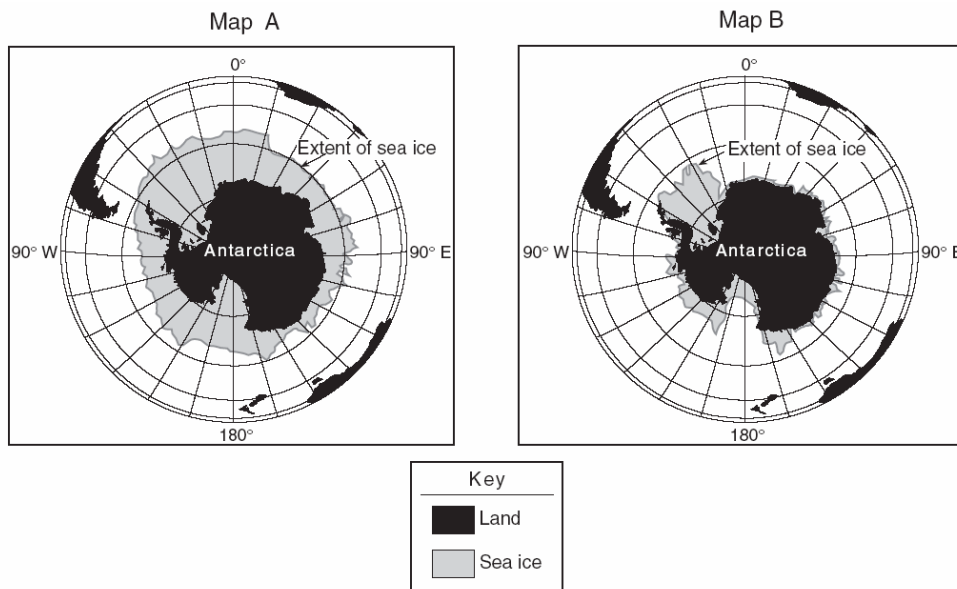 Map A
0°
Extent of sea ice
90° W
Antarctica
90° E
180°
Map B
0°
Extent of sea ice
90° W
Antarctica
90° E
180°
Key
Land
Sea ice